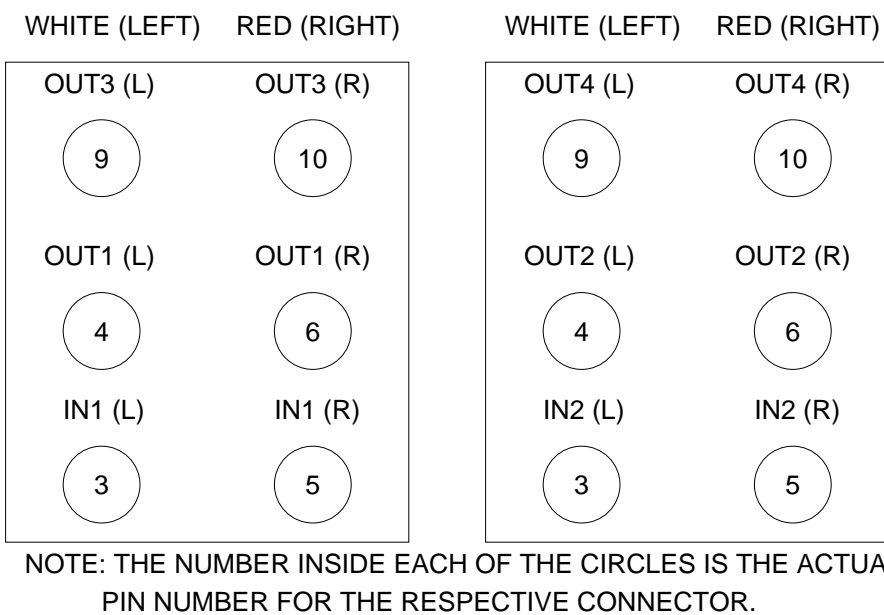 WHITE (LEFT) RED (RIGHT) WHITE (LEFT) RED (RIGHT)
OUT3 (L) OUT3 (R) OUT4 (L) OUT4 (R)
9 10 9 10
OUT1 (L) OUT1 (R) OUT2 (L) OUT2 (R)
4 6 4 6
IN1 (L) IN1 (R) IN2 (L) IN2 (R)
3 5 3 5
NOTE: THE NUMBER INSIDE EACH OF THE CIRCLES IS THE ACTUA
PIN NUMBER FOR THE RESPECTIVE CONNECTOR.